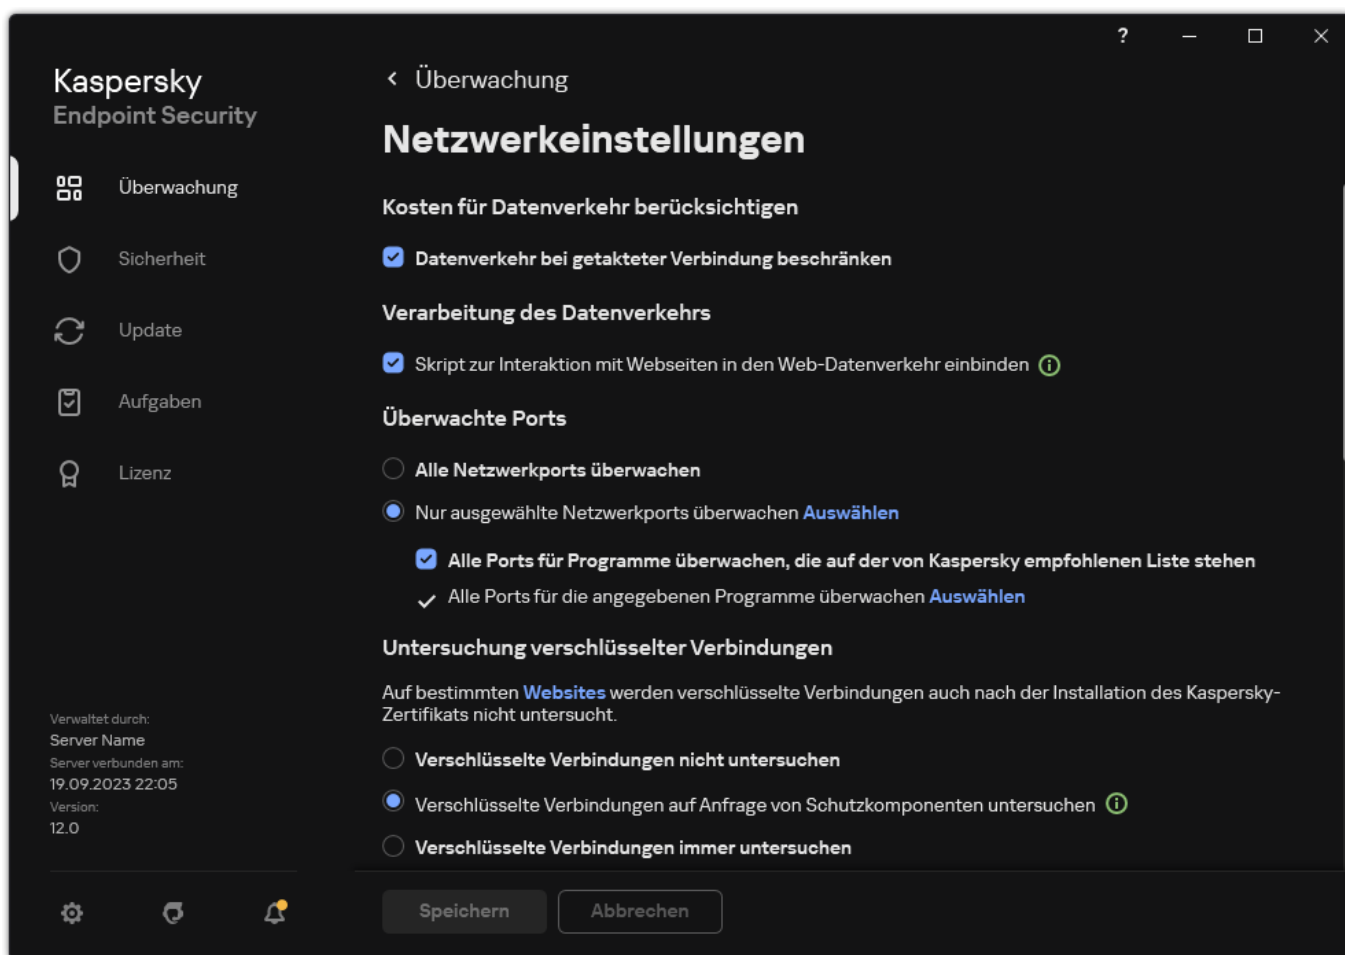 ?
Kaspersky
Endpoint Security
Überwachung
Sicherheit
Update
Aufgaben
Lizenz
Verwaltet durch:
Server Name
Server verbunden am:
19.09.2023 22:05
Version:
12.0
Überwachung
Netzwerkeinstellungen
Kosten für Datenverkehr berücksichtigen
Datenverkehr bei getakteter Verbindung beschränken
Verarbeitung des Datenverkehrs
Skript zur Interaktion mit Webseiten in den Web-Datenverkehr einbinden
Überwachte Ports
Alle Netzwerkports überwachen
Nur ausgewählte Netzwerkports überwachen Auswählen
Alle Ports für Programme überwachen, die auf der von Kaspersky empfohlenen Liste stehen
Alle Ports für die angegebenen Programme überwachen Auswählen
Untersuchung verschlüsselter Verbindungen
Auf bestimmten Websites werden verschlüsselte Verbindungen auch nach der Installation des Kaspersky-
Zertifikats nicht untersucht.
Verschlüsselte Verbindungen nicht untersuchen
Verschlüsselte Verbindungen auf Anfrage von Schutzkomponenten untersuchen
Verschlüsselte Verbindungen immer untersuchen
Speichern
Abbrechen